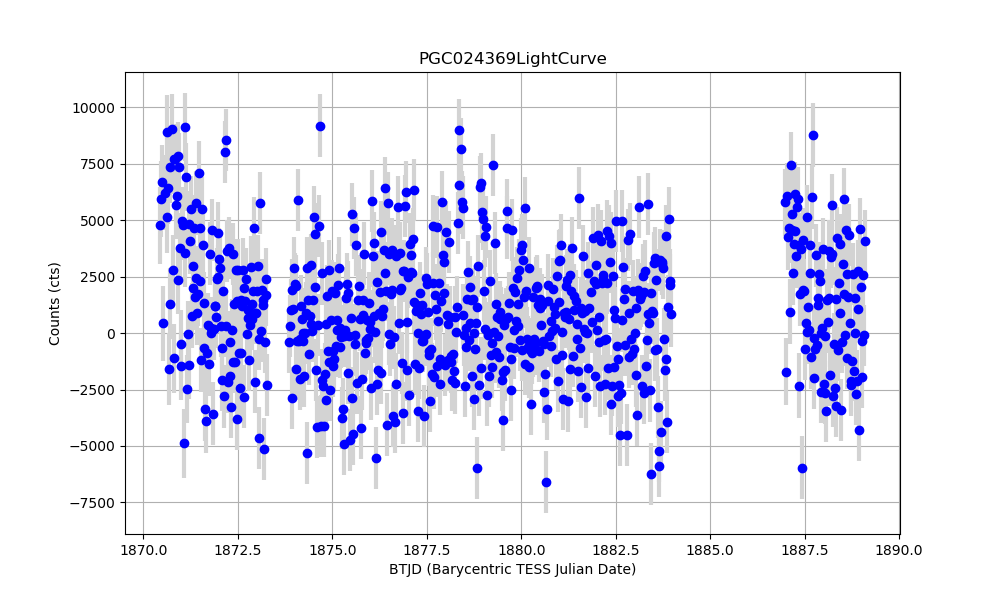 PGC024369LightCurve
10000
7500
5000
2500
0
−2500
−5000
−7500
Counts (cts)
1870.0 1872.5 1875.0 1877.5 1880.0 1882.5 1885.0 1887.5 1890.0
BTJD (Barycentric TESS Julian Date)